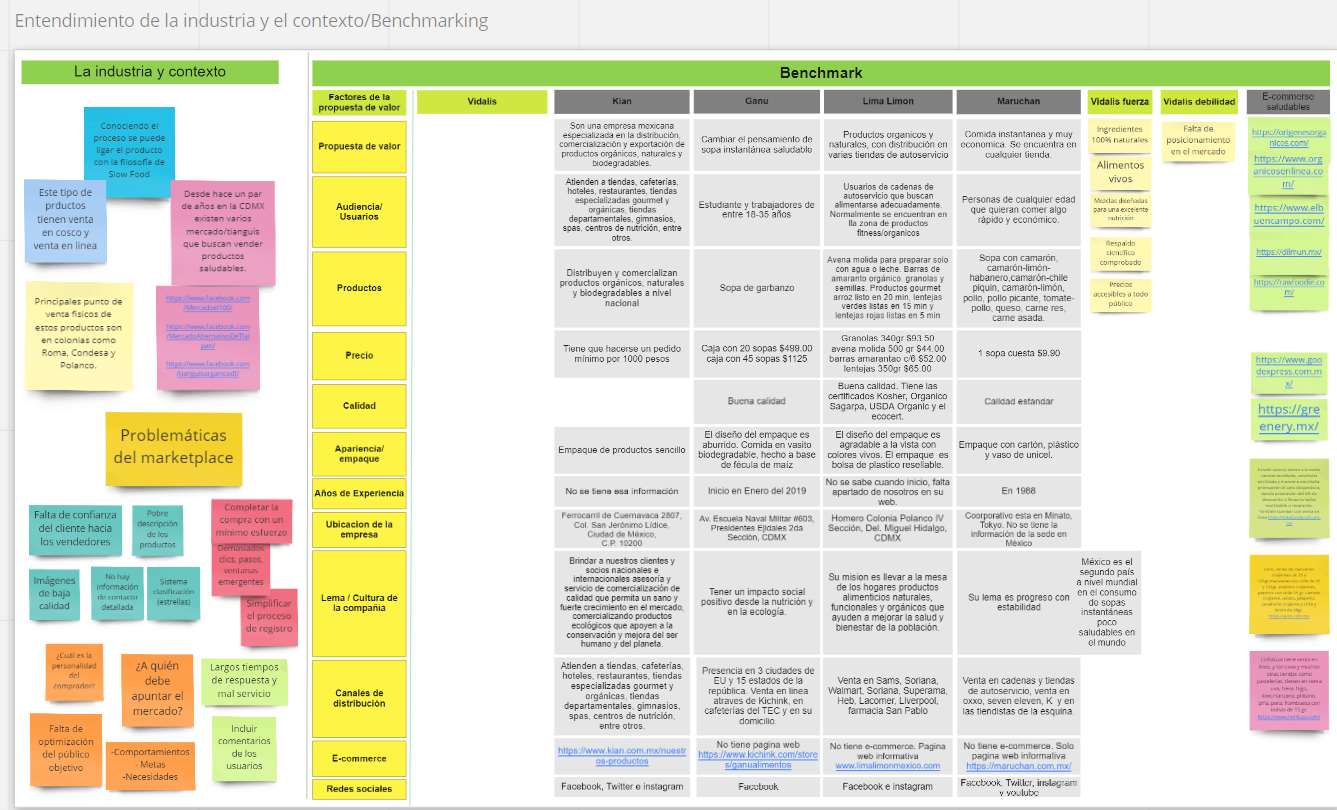 Entendimiento de la industria y el contexto/Benchmarking
La industria y contexto
Conociendo el
proceso se puede
ligar el producto
con la filosofía de
Slow Food
Este tipo de
prductos
tienen venta
en cosco y
venta en linea
Desde hace un par
de años en la CDMX
existen varios
mercado/tianguis
que buscan vender
productos
saludables.
Principales punto de
venta fisicos de
estos productos son
en colonias como
Roma, Condesa y
Polanco.
https://www.facebook.com
/Mercadoel100/
https://www.facebook.com
/MercadoAlternativoDeTlal
pan/
https://www.facebook.com
/tianguisorganicodf/
Problemáticas
del marketplace
Falta de confianza
del cliente hacia
los vendedores
Pobre
descripción
de los
productos
Completar la
compra con un
mínimo esfuerzo
Demasiados
clics, pasos,
ventanas
emergentes
Simplificar
el proceso
de registro
Imágenes
de baja
calidad
No hay
información
de contacto
detallada
Sistema
clasificación
(estrellas)
¿Cuál es la
personalidad
del
comprador?
¿A quién
debe
apuntar el
mercado?
Largos tiempos
de respuesta y
mal servicio
Falta de
optimización
del público
objetivo
-Comportamientos
- Metas
-Necesidades
Incluir
comentarios
de los
usuarios
Benchmark
Factores de la
propuesta de valor
Vidalis
Kian
Ganu
Lima Limon
Maruchan
Vidalis fuerza
Vidalis debilidad
E-commerse
saludables
Propuesta de valor
Son una empresa mexicana
especializada en la distribución,
comercialización y exportación de
productos orgánicos, naturales y
biodegradables.
Cambiar el pensamiento de
sopa instantánea saludable
Productos organicos y
naturales, con distribución en
varias tiendas de autoservicio
Comida instantanea y muy
economica. Se encuentra en
cualquier tienda.
Audiencia/
Usuarios
Atienden a tiendas, cafeterías,
hoteles, restaurantes, tiendas
especializadas gourmet y
orgánicas, tiendas
departamentales, gimnasios,
spas, centros de nutrición, entre
otros.
Estudiante y trabajadores de
entre 18-35 años
Usuarios de cadenas de
autoservicio que buscan
alimentarse adecuadamente.
Normalmente se encuentran en
lla zona de productos
fitness/organicos
Personas de cualquier edad
que quieran comer algo
rápido y económico.
Productos
Distribuyen y comercializan
productos orgánicos, naturales
y biodegradables a nivel
nacional
Sopa de garbanzo
Avena molida para preparar solo
con agua o leche. Barras de
amaranto orgánico, granolas y
semillas. Productos gourmet
arroz listo en 20 min, lentejas
verdes listas en 15 min y
lentejas rojas listas en 5 min
Sopa con camarón,
camarón-limón-
habanero,camarón-chile
piquin, camarón-limón,
pollo, pollo picante, tomate-
pollo, queso, carne res,
carne asada.
Precio
Tiene que hacerse un pedido
mínimo por 1000 pesos
Caja con 20 sopas $499.00
caja con 45 sopas $1125
Granolas 340gr $93 50
avena molida 500 gr $44.00
barras amarantao c/6 $52.00
lentejas 350gr $65.00
1 sopa cuesta $9.90
Calidad
Buena calidad
Buena calidad. Tiene las
certificados Kosher, Organico
Sagarpa, USDA Organic y el
ecocert.
Calidad estandar
Apariencia/
empaque
Empaque de productos sencillo
El diseño del empaque es
aburrido. Comida en vasito
biodegradable, hecho a base
de fécula de maíz
El diseño del empaque es
agradable a la vista con
colores vivos. El empaque es
bolsa de plastico resellable.
Empaque con cartón, plástico
y vaso de unicel.
Años de Experiencia
No se tiene esa información
Inicio en Enero del 2019
No se sabe cuando inicio, falta
apartado de nosotros en su
web.
En 1988
Ubicacion de la
empresa
Ferrocarril de Cuernavaca 2807,
Col. San Jerónimo Lídice,
Ciudad de México,
C.P. 10200
Av. Escuela Naval Militar #603,
Presidentes Ejidales 2da
Sección, CDMX
Homero Colonia Polanco IV
Sección, Del. Miguel Hidalgo,
CDMX
Coorporativo esta en Minato,
Tokyo. No se tiene la
información de la sede en
México
Lema / Cultura de
la compañia
Brindar a nuestros clientes y
socios nacionales e
internacionales asesoría y
servicio de comercialización de
calidad que permita un sano y
fuerte crecimiento en el mercado,
comercializando productos
ecológicos que apoyen a la
conservación y mejora del ser
humano y del planeta.
Tener un impacto social
positivo desde la nutrición y
en la ecología.
Su mision es llevar a la mesa
de los hogares productos
alimenticios naturales,
funcionales y orgánicos que
ayuden a mejorar la salud y
bienestar de la población.
Su lema es progreso con
estabilidad
México es el
segundo país
a nivel mundial
en el consumo
de sopas
instantáneas
poco
saludables en
el mundo
Canales de
distribución
Atienden a tiendas, cafeterías,
hoteles, restaurantes, tiendas
especializadas gourmet y
orgánicas, tiendas
departamentales, gimnasios,
spas, centros de nutrición,
entre otros.
Presencia en 3 ciudades de
EU y 15 estados de la
república. Venta en linea
atraves de Kichink, en
cafeterías del TEC y en su
domicilio.
Venta en Sams, Soriana,
Walmart, Soriana, Superama,
Heb, Lacomer, Liverpool,
farmacia San Pablo
Venta en cadenas y tiendas
de autoservicio, venta en
oxxo, seven eleven, K y en
las tiendistas de la esquina.
E-commerce
https://www.kian.com.mx/nuestr
os-productos
No tiene pagina web
https://www.kichink.com/store
s/ganualimentos
No tiene e-commerce. Pagina
web informativa
www.limalimonmexico.com
No tiene e-commerce. Solo
pagina web informativa
https://maruchan.com.mx/
Redes sociales
Facebook, Twitter e instagram
Facebook
Facebook e Instagram
Facebook, Twitter, instagram
y youtube
Ingredientes
100% naturales
Alimentos
vivos
Mezclas diseñadas
para una excelente
nutrición
Respaldo
científico
comprobado
Precios
accesibles a todo
público
Falta de
posicionamiento
en el mercado
https://origenesorga
nicos.com/
https://www.org
anicosenlinea.co
m/
https://www.elb
uencampo.com/
https://dilmun.mx/
https://rawfoodie.co
m/
https://www.goo
dexpress.com.m
x/
https://gre
enery.mx/